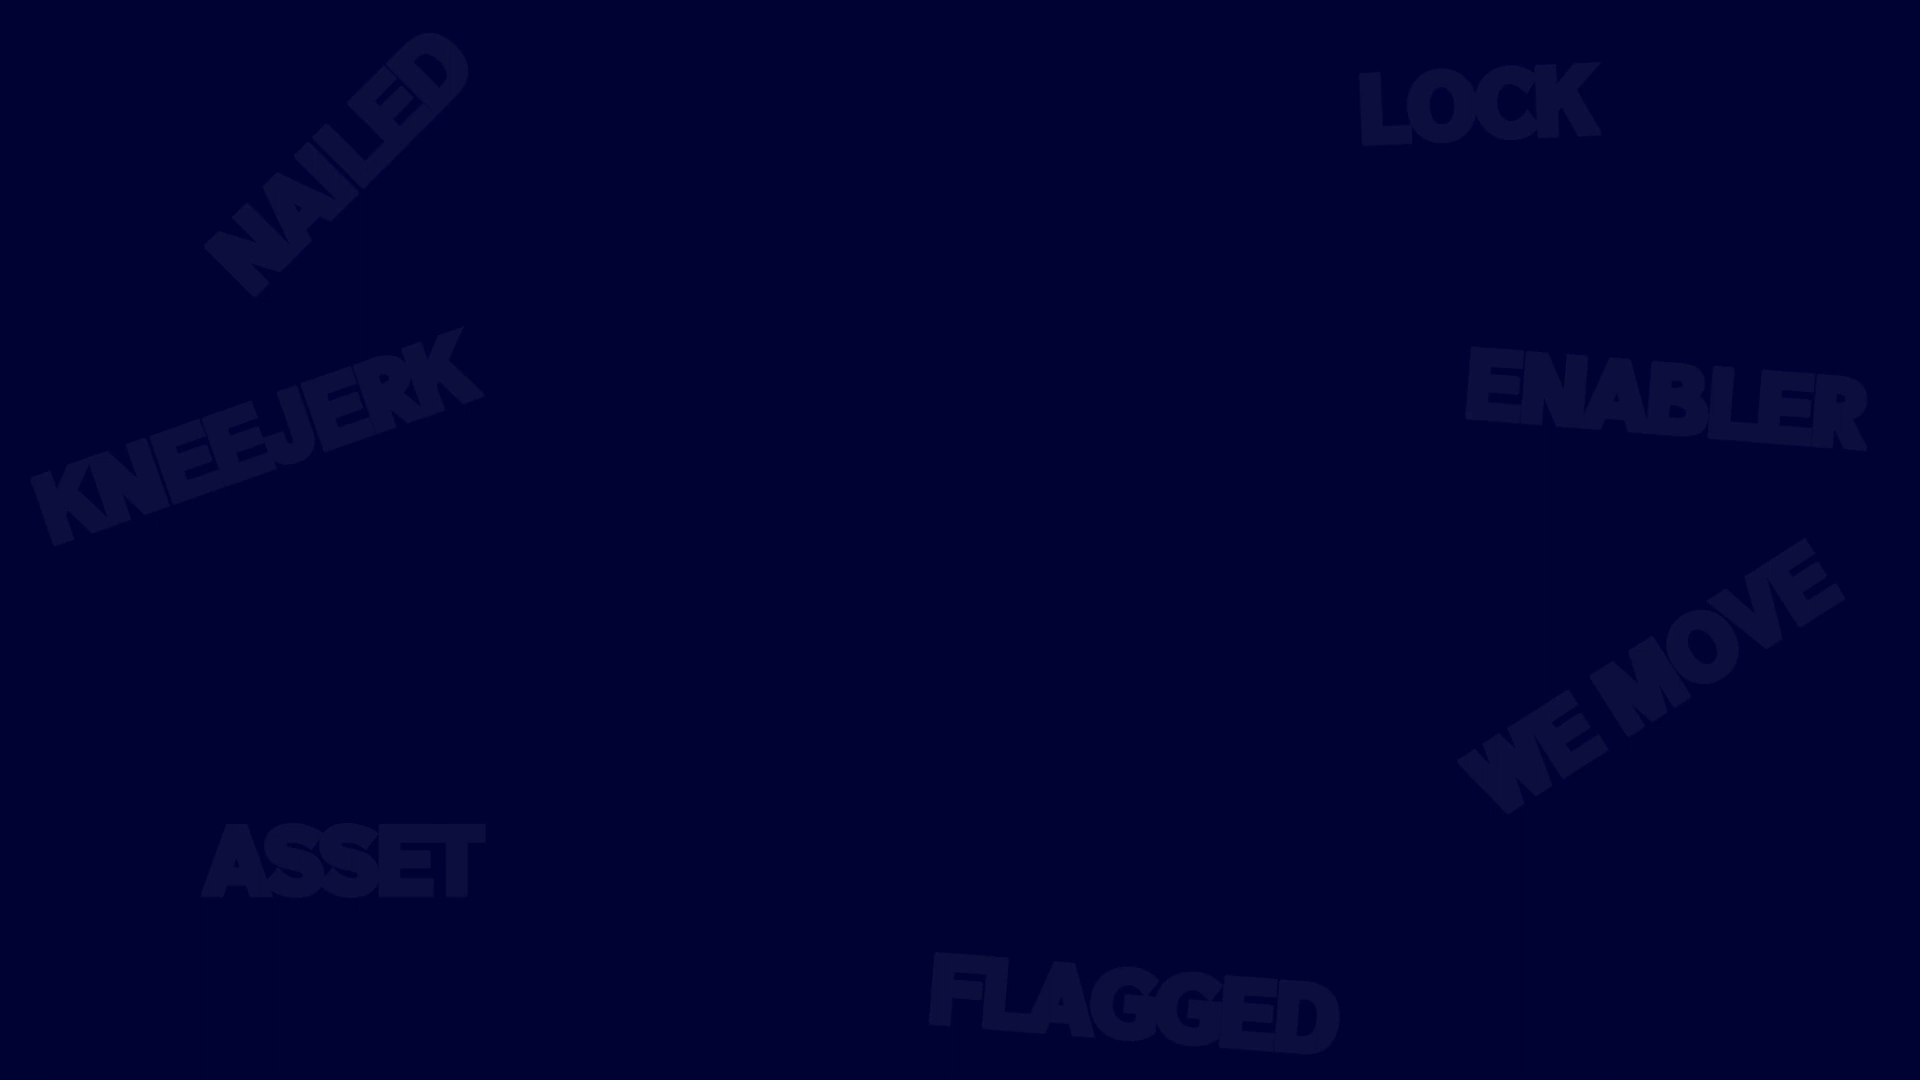 NAILED
LOCK
KNEEJERK
ENABLER
WE MOVE
ASSET
FLAGGED